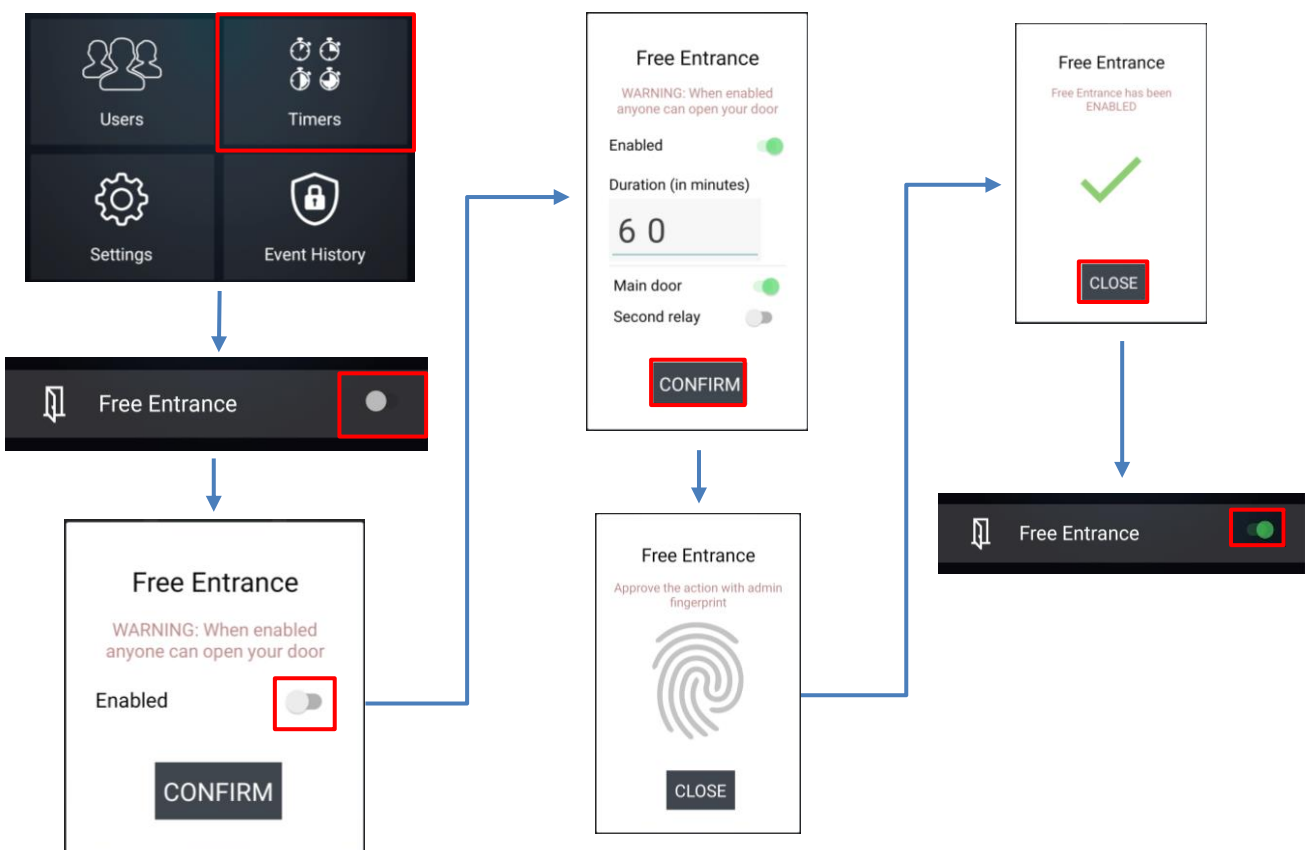 Users
Timers
Settings
Event History
Free Entrance
Free Entrance
WARNING: When enabled
anyone can open your door
Enabled
CONFIRM
Free Entrance
WARNING: When enabled
anyone can open your door
Enabled
Duration (in minutes)
6 0
Main door
Second relay
CONFIRM
Free Entrance
Approve the action with admin
fingerprint
CLOSE
Free Entrance
Free Entrance has been
ENABLED
CLOSE
Free Entrance